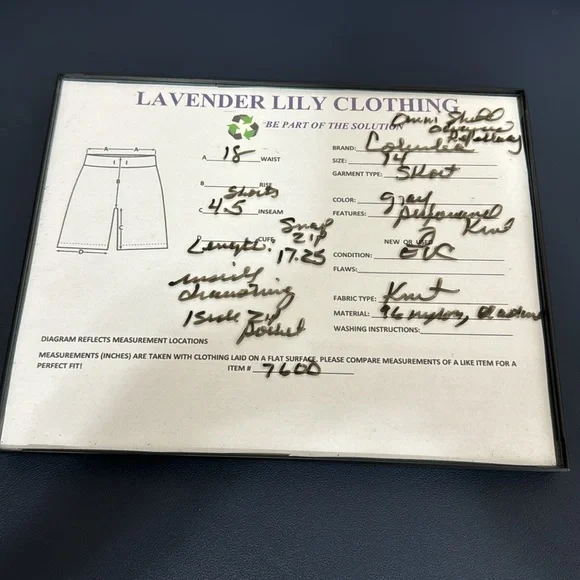 LAVENDER LILY CLOTHING
Omni Shield
BE PART OF THE SOLUTION
A 18 WAIST
BRAND: Columbia
SIZE: 14
GARMENT TYPE: Skort
B RISE
Shorts
C 4.5 INSEAM
COLOR: gray
FEATURES: Knit
Snap
Zip
D CUFF
Length: 17.25
NEW OR USED
CONDITION: EUC
FLAWS:
inside
drawstring
1 Side Zip
pocket
FABRIC TYPE: Knit
MATERIAL: 96 nylon, elastane
WASHING INSTRUCTIONS:
DIAGRAM REFLECTS MEASUREMENT LOCATIONS
MEASUREMENTS (INCHES) ARE TAKEN WITH CLOTHING LAID ON A FLAT SURFACE. PLEASE COMPARE MEASUREMENTS OF A LIKE ITEM FOR A
PERFECT FIT!
ITEM # 7600
A A
B
C
D